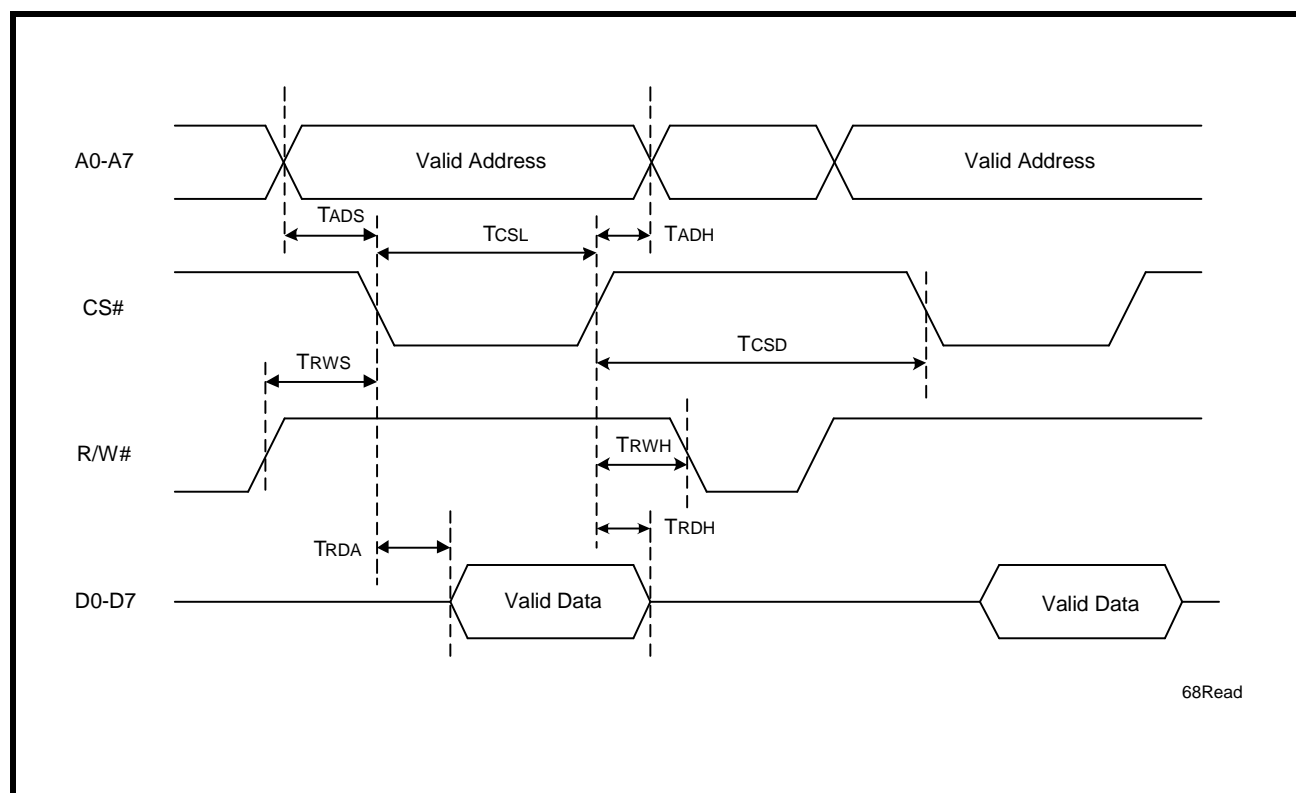 A0-A7
Valid Address
Valid Address
TADS
TCSL
TADH
CS#
TCSD
TRWS
R/W#
TRWH
TRDH
TRDA
D0-D7
Valid Data
Valid Data
68Read